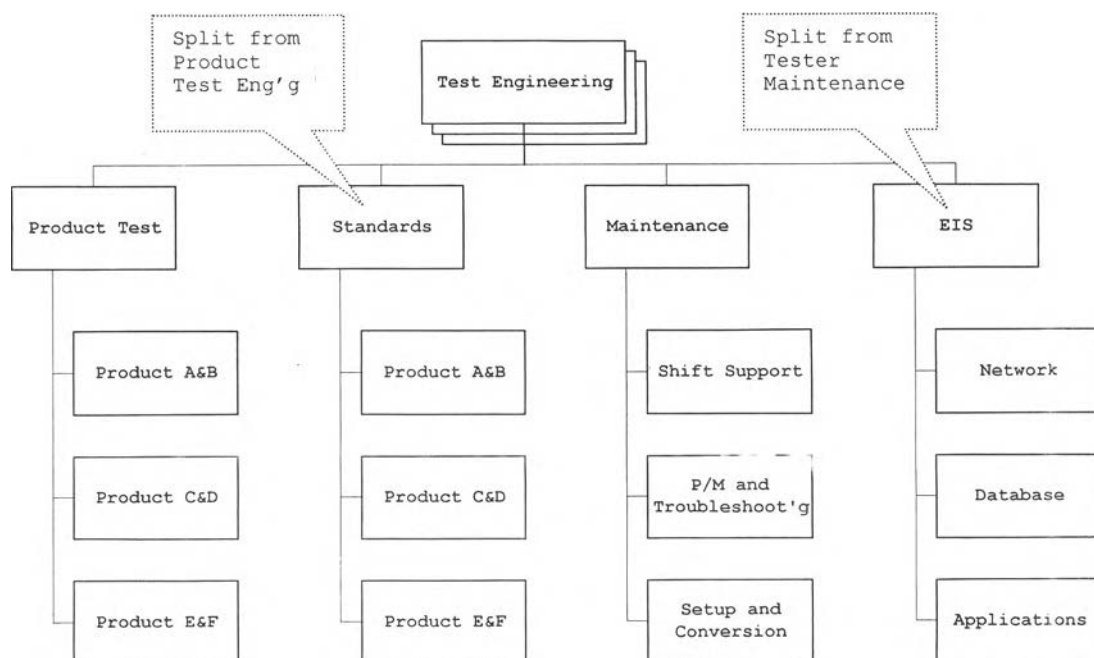 Split from
Product
Test Eng'g
Test Engineering
Split from
Tester
Maintenance
Product Test
Standards
Maintenance
EIS
Product A&B
Product A&B
Shift Support
Network
Product C&D
Product C&D
P/M and
Troubleshoot'g
Database
Product E&F
Product E&F
Setup and
Conversion
Applications